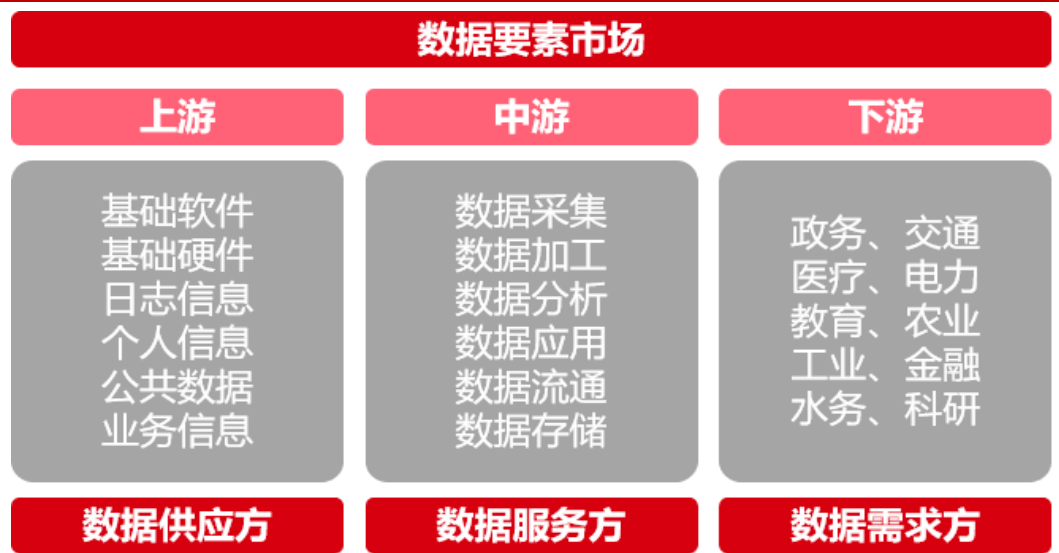 数据要素市场
上游
中游
下游
基础软件
基础硬件
日志信息
个人信息
公共数据
业务信息
数据采集
数据加工
数据分析
数据应用
数据流通
数据存储
政务、交通
医疗、电力
教育、农业
工业、金融
水务、科研
数据供应方
数据服务方
数据需求方